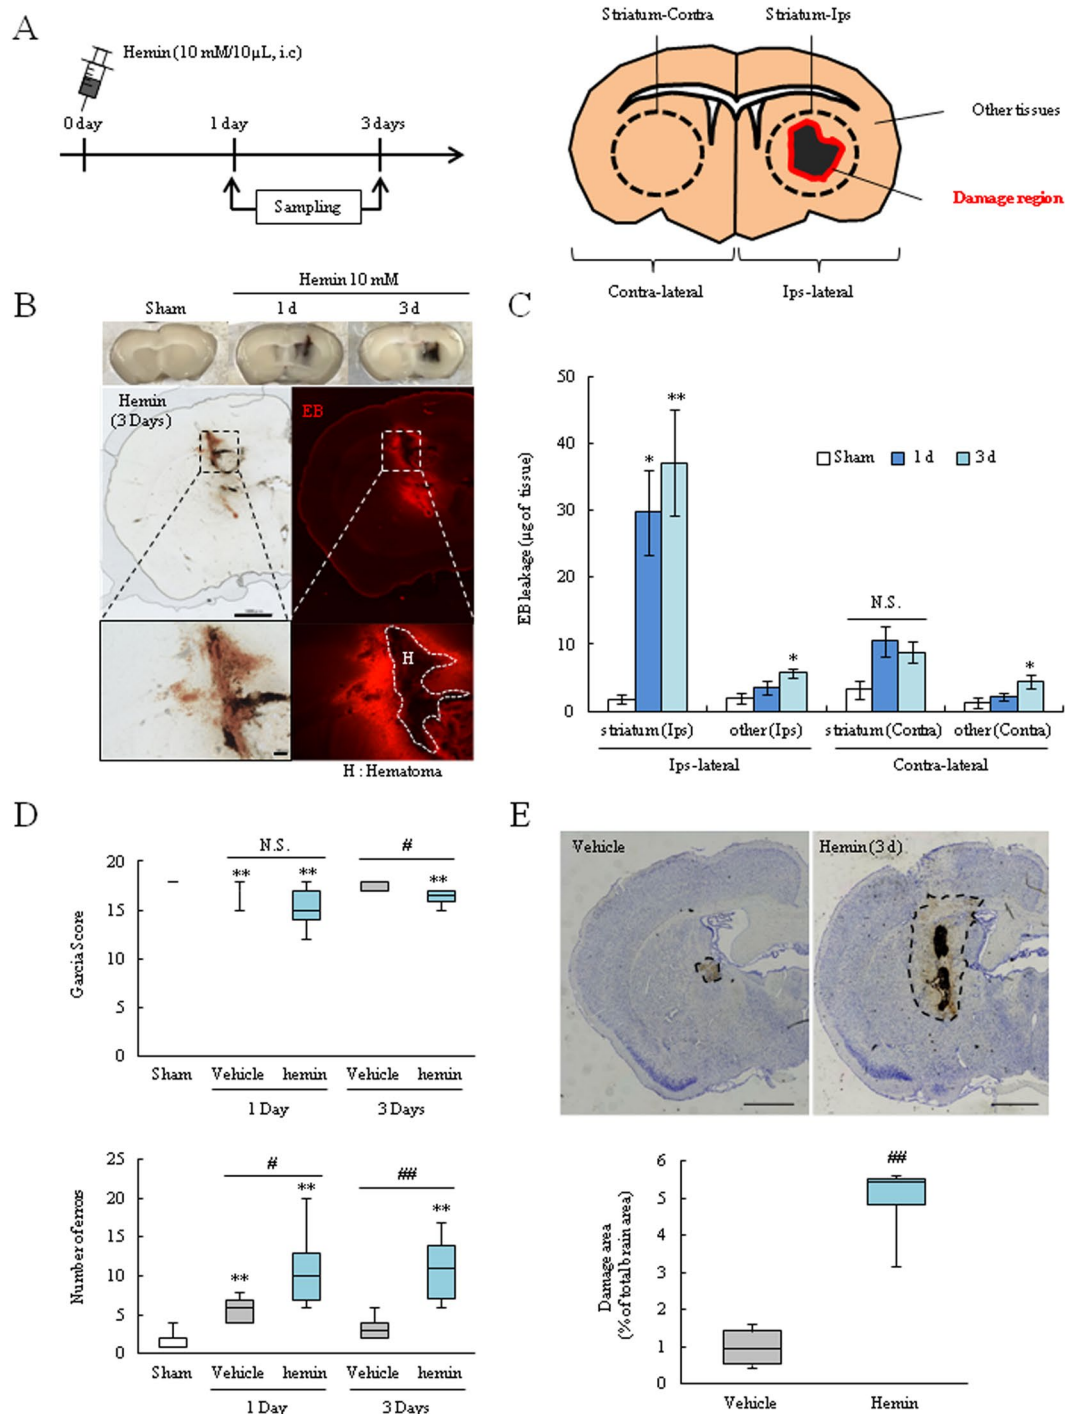 A
Hemin (10 mM/10μL, i.c)
0 day 1 day 3 days
Sampling
Striatum-Contra Striatum-Ips
Other tissues
Damage region
Contra-lateral Ips-lateral
B
Hemin 10 mM
Sham 1 d 3 d
Hemin
(3 Days)
EB
H
H : Hematoma
C
EB leakage (μg of tissue)
50
40
30
20
10
0
Sham 1 d 3 d
*
**
*
N.S.
*
striatum (Ips) other (Ips) striatum (Contra) other (Contra)
Ips-lateral Contra-lateral
D
Garcia Score
20
15
10
5
0
N.S.
#
** ** **
Sham Vehicle hemin Vehicle hemin
1 Day 3 Days
Number of errors
25
20
15
10
5
0
#
##
** ** **
Sham Vehicle hemin Vehicle hemin
1 Day 3 Days
E
Vehicle Hemin (3 d)
Damage area
(% of total brain area)
6
5
4
3
2
1
0
##
Vehicle Hemin